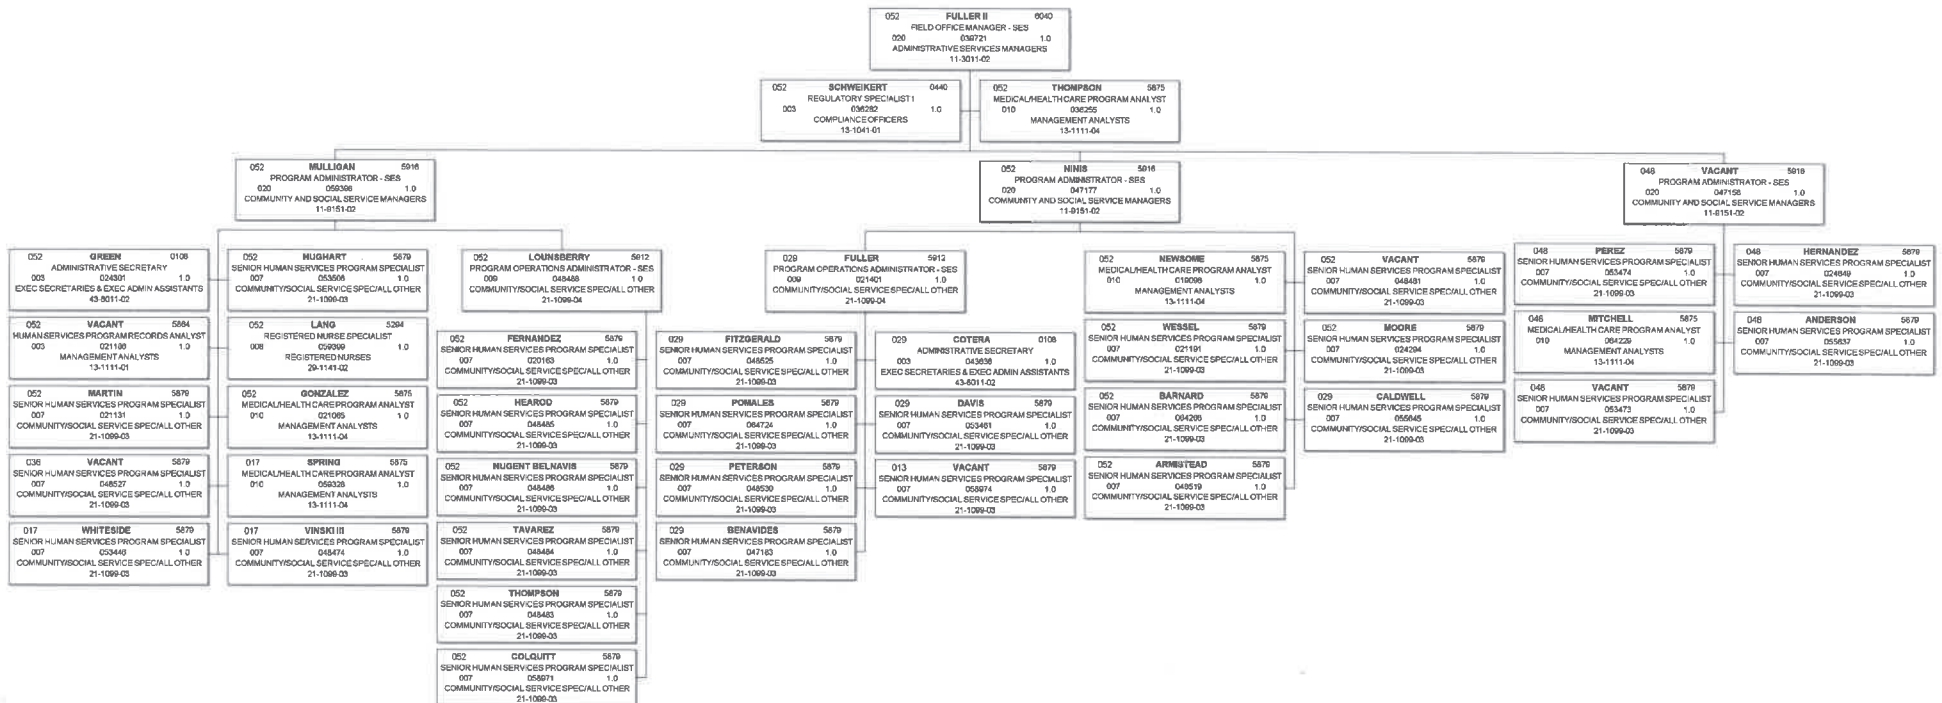 052 FULLER II 6040
FIELD OFFICE MANAGER - SES
020 039721 1.0
ADMINISTRATIVE SERVICES MANAGERS
11-3011-02
052 SCHWEIKERT 0440
REGULATORY SPECIALIST I
003 036282 1.0
COMPLIANCE OFFICERS
13-1041-01
052 THOMPSON 5875
MEDICAL/HEALTH CARE PROGRAM ANALYST
010 036255 1.0
MANAGEMENT ANALYSTS
13-1111-04
052 MULLIGAN 5916
PROGRAM ADMINISTRATOR - SES
020 059396 1.0
COMMUNITY AND SOCIAL SERVICE MANAGERS
11-9151-02
052 NINIS 5916
PROGRAM ADMINISTRATOR - SES
020 047177 1.0
COMMUNITY AND SOCIAL SERVICE MANAGERS
11-9151-02
048 VACANT 5916
PROGRAM ADMINISTRATOR - SES
020 047156 1.0
COMMUNITY AND SOCIAL SERVICE MANAGERS
11-9151-02
052 GREEN 0108
ADMINISTRATIVE SECRETARY
003 024301 1.0
EXEC SECRETARIES & EXEC ADMIN ASSISTANTS
43-6011-02
052 VACANT 5864
HUMAN SERVICES PROGRAM RECORDS ANALYST
003 021186 1.0
MANAGEMENT ANALYSTS
13-1111-01
052 MARTIN 5879
SENIOR HUMAN SERVICES PROGRAM SPECIALIST
007 021131 1.0
COMMUNITY/SOCIAL SERVICE SPEC/ALL OTHER
21-1099-03
036 VACANT 5879
SENIOR HUMAN SERVICES PROGRAM SPECIALIST
007 048527 1.0
COMMUNITY/SOCIAL SERVICE SPEC/ALL OTHER
21-1099-03
017 WHITESIDE 5879
SENIOR HUMAN SERVICES PROGRAM SPECIALIST
007 053446 1.0
COMMUNITY/SOCIAL SERVICE SPEC/ALL OTHER
21-1099-03
052 HUGHART 5879
SENIOR HUMAN SERVICES PROGRAM SPECIALIST
007 053506 1.0
COMMUNITY/SOCIAL SERVICE SPEC/ALL OTHER
21-1099-03
052 LANG 5294
REGISTERED NURSE SPECIALIST
008 059309 1.0
REGISTERED NURSES
29-1141-02
052 GONZALEZ 5875
MEDICAL/HEALTH CARE PROGRAM ANALYST
010 021065 1.0
MANAGEMENT ANALYSTS
13-1111-04
017 SPRING 5875
MEDICAL/HEALTH CARE PROGRAM ANALYST
010 059328 1.0
MANAGEMENT ANALYSTS
13-1111-04
017 VINSKI III 5879
SENIOR HUMAN SERVICES PROGRAM SPECIALIST
007 048474 1.0
COMMUNITY/SOCIAL SERVICE SPEC/ALL OTHER
21-1099-03
052 LOUNSBERRY 5912
PROGRAM OPERATIONS ADMINISTRATOR - SES
009 048488 1.0
COMMUNITY/SOCIAL SERVICE SPEC/ALL OTHER
21-1099-04
052 FERNANDEZ 5879
SENIOR HUMAN SERVICES PROGRAM SPECIALIST
007 020163 1.0
COMMUNITY/SOCIAL SERVICE SPEC/ALL OTHER
21-1099-03
052 HEAROD 5879
SENIOR HUMAN SERVICES PROGRAM SPECIALIST
007 048485 1.0
COMMUNITY/SOCIAL SERVICE SPEC/ALL OTHER
21-1099-03
052 NUGENT BELNAVIS 5879
SENIOR HUMAN SERVICES PROGRAM SPECIALIST
007 048486 1.0
COMMUNITY/SOCIAL SERVICE SPEC/ALL OTHER
21-1099-03
052 TAVAREZ 5879
SENIOR HUMAN SERVICES PROGRAM SPECIALIST
007 048484 1.0
COMMUNITY/SOCIAL SERVICE SPEC/ALL OTHER
21-1099-03
052 THOMPSON 5879
SENIOR HUMAN SERVICES PROGRAM SPECIALIST
007 048483 1.0
COMMUNITY/SOCIAL SERVICE SPEC/ALL OTHER
21-1099-03
052 COLQUITT 5879
SENIOR HUMAN SERVICES PROGRAM SPECIALIST
007 058971 1.0
COMMUNITY/SOCIAL SERVICE SPEC/ALL OTHER
21-1099-03
029 FULLER 5912
PROGRAM OPERATIONS ADMINISTRATOR - SES
009 021401 1.0
COMMUNITY/SOCIAL SERVICE SPEC/ALL OTHER
21-1099-04
029 FITZGERALD 5879
SENIOR HUMAN SERVICES PROGRAM SPECIALIST
007 048525 1.0
COMMUNITY/SOCIAL SERVICE SPEC/ALL OTHER
21-1099-03
029 POMALES 5879
SENIOR HUMAN SERVICES PROGRAM SPECIALIST
007 064724 1.0
COMMUNITY/SOCIAL SERVICE SPEC/ALL OTHER
21-1099-03
029 PETERSON 5879
SENIOR HUMAN SERVICES PROGRAM SPECIALIST
007 048530 1.0
COMMUNITY/SOCIAL SERVICE SPEC/ALL OTHER
21-1099-03
029 BENAVIDES 5879
SENIOR HUMAN SERVICES PROGRAM SPECIALIST
007 047183 1.0
COMMUNITY/SOCIAL SERVICE SPEC/ALL OTHER
21-1099-03
029 COTERA 0108
ADMINISTRATIVE SECRETARY
003 043636 1.0
EXEC SECRETARIES & EXEC ADMIN ASSISTANTS
43-6011-02
029 DAVIS 5879
SENIOR HUMAN SERVICES PROGRAM SPECIALIST
007 053461 1.0
COMMUNITY/SOCIAL SERVICE SPEC/ALL OTHER
21-1099-03
013 VACANT 5879
SENIOR HUMAN SERVICES PROGRAM SPECIALIST
007 058974 1.0
COMMUNITY/SOCIAL SERVICE SPEC/ALL OTHER
21-1099-03
052 NEWSOME 5875
MEDICAL/HEALTH CARE PROGRAM ANALYST
010 019096 1.0
MANAGEMENT ANALYSTS
13-1111-04
052 WESSEL 5879
SENIOR HUMAN SERVICES PROGRAM SPECIALIST
007 021191 1.0
COMMUNITY/SOCIAL SERVICE SPEC/ALL OTHER
21-1099-03
052 BARNARD 5879
SENIOR HUMAN SERVICES PROGRAM SPECIALIST
007 064266 1.0
COMMUNITY/SOCIAL SERVICE SPEC/ALL OTHER
21-1099-03
052 ARMISTEAD 5879
SENIOR HUMAN SERVICES PROGRAM SPECIALIST
007 048519 1.0
COMMUNITY/SOCIAL SERVICE SPEC/ALL OTHER
21-1099-03
052 VACANT 5879
SENIOR HUMAN SERVICES PROGRAM SPECIALIST
007 048481 1.0
COMMUNITY/SOCIAL SERVICE SPEC/ALL OTHER
21-1099-03
052 MOORE 5879
SENIOR HUMAN SERVICES PROGRAM SPECIALIST
007 024294 1.0
COMMUNITY/SOCIAL SERVICE SPEC/ALL OTHER
21-1099-03
029 CALDWELL 5879
SENIOR HUMAN SERVICES PROGRAM SPECIALIST
007 055645 1.0
COMMUNITY/SOCIAL SERVICE SPEC/ALL OTHER
21-1099-03
048 PEREZ 5879
SENIOR HUMAN SERVICES PROGRAM SPECIALIST
007 053474 1.0
COMMUNITY/SOCIAL SERVICE SPEC/ALL OTHER
21-1099-03
048 MITCHELL 5875
MEDICAL/HEALTH CARE PROGRAM ANALYST
010 064229 1.0
MANAGEMENT ANALYSTS
13-1111-04
048 VACANT 5879
SENIOR HUMAN SERVICES PROGRAM SPECIALIST
007 053473 1.0
COMMUNITY/SOCIAL SERVICE SPEC/ALL OTHER
21-1099-03
048 HERNANDEZ 5879
SENIOR HUMAN SERVICES PROGRAM SPECIALIST
007 024649 1.0
COMMUNITY/SOCIAL SERVICE SPEC/ALL OTHER
21-1099-03
048 ANDERSON 5879
SENIOR HUMAN SERVICES PROGRAM SPECIALIST
007 055637 1.0
COMMUNITY/SOCIAL SERVICE SPEC/ALL OTHER
21-1099-03